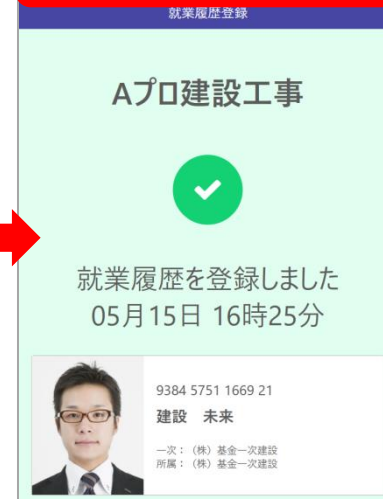 就業履歴登録
Aプロ建設工事
就業履歴を登録しました
05月15日 16時25分
9384 5751 1669 21
建設　未来
一次：（株）基金一次建設
所属：（株）基金一次建設